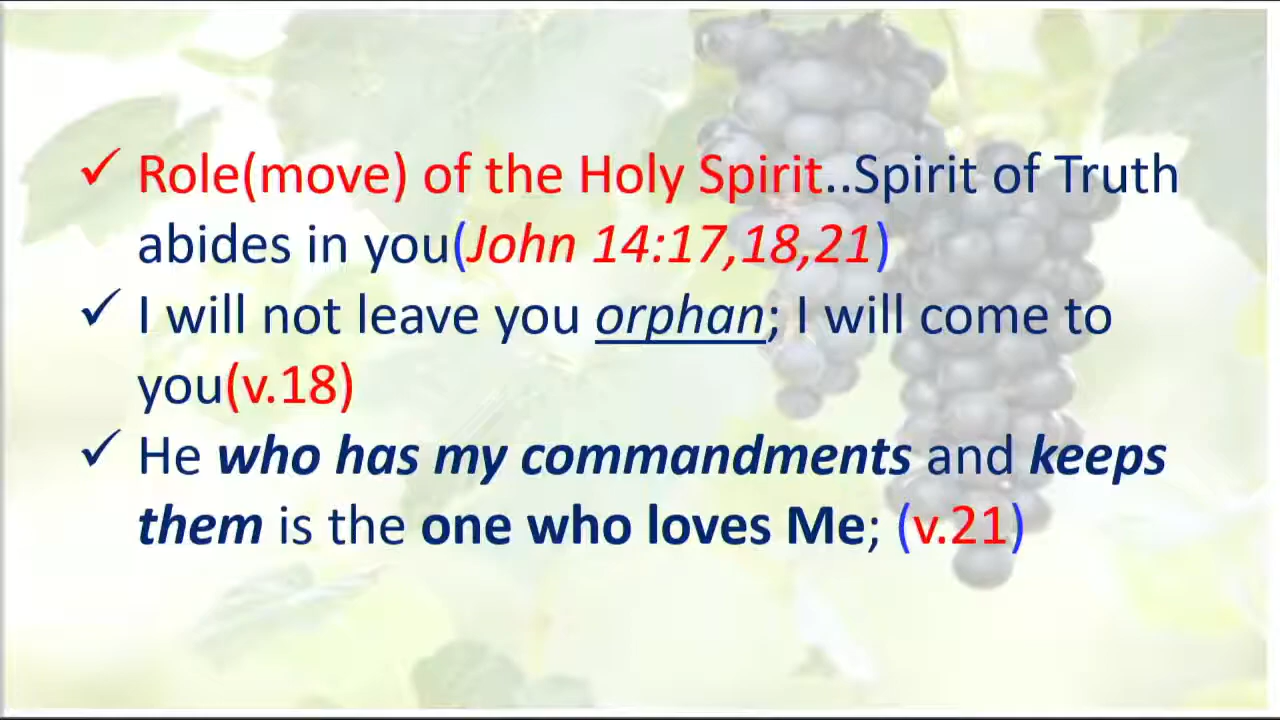 ✓ Role(move) of the Holy Spirit..Spirit of Truth
abides in you(John 14:17,18,21)
✓ I will not leave you orphan; I will come to
you(v.18)
✓ He who has my commandments and keeps
them is the one who loves Me; (v.21)